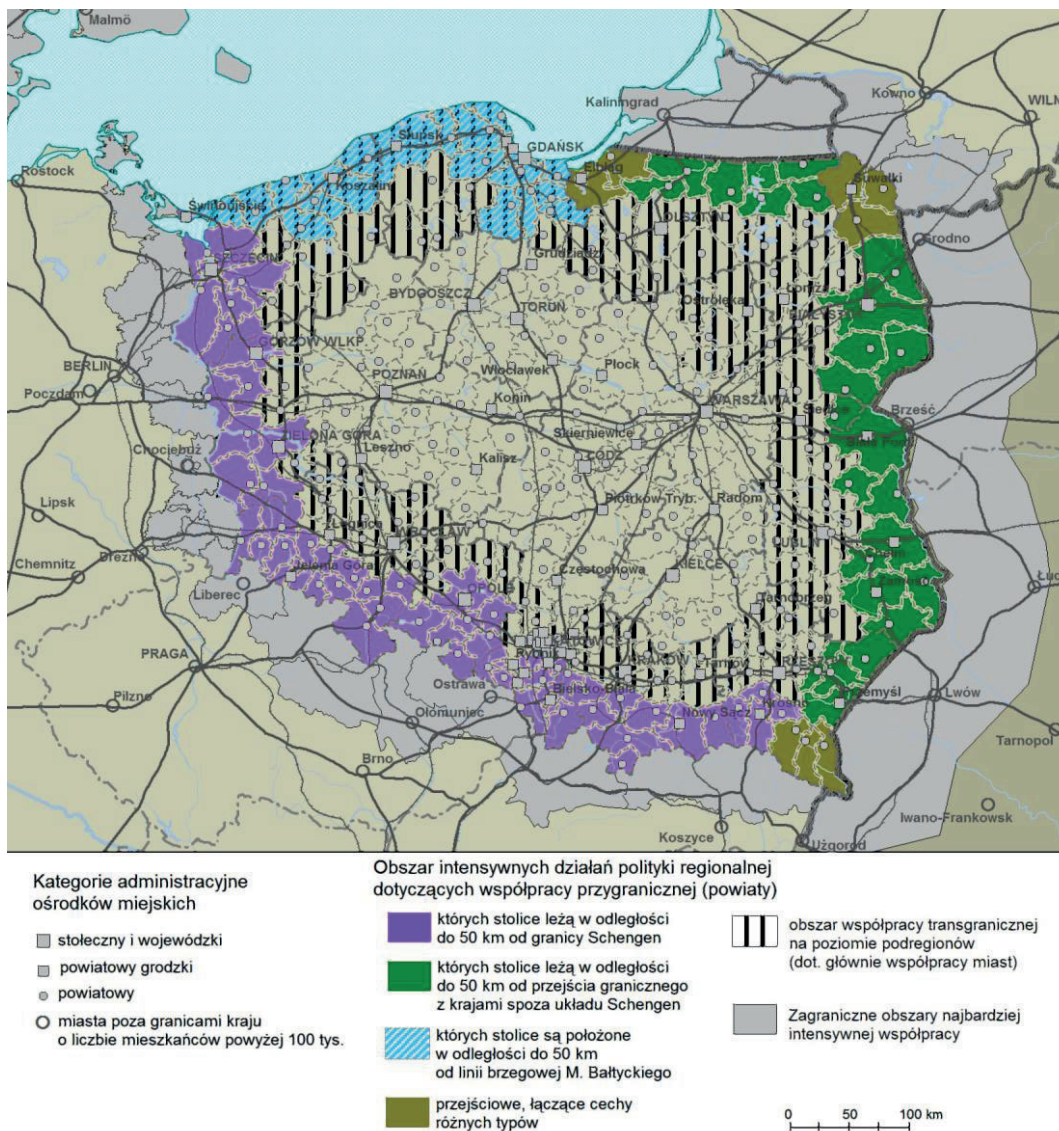 Malmö
Kowno
Kaliningrad
WILN
Słupsk
GDAŃSK
Rostock
Koszalin
Elbląg
Suwałki
Świnoujście
OLSZTYN
Grodno
SZCZECIN
Grudziądz
BYDGOSZCZ
Ostrołęka
Łomża
TORUŃ
BIAŁYSTOK
GORZÓW WLKP.
BERLIN
Włocławek
Płock
POZNAŃ
Poczdam
Konin
WARSZAWA
Siedlce
Brześć
ZIELONA GÓRA
Skierniewice
Biała Podl.
Chociebuż
Leszno
Kalisz
ŁÓDŹ
Lipsk
Piotrków Tryb.
Radom
Legnica
WROCŁAW
LUBLIN
Drezno
Chełm
Chemnitz
Jelenia Góra
Częstochowa
KIELCE
Zamość
Liberec
OPOLE
Tarnobrzeg
KATOWICE
PRAGA
Rybnik
KRAKÓW
Tarnów
RZESZÓW
Ostrawa
Bielsko-Biała
Przemyśl
Lwów
Pilzno
Ołomuniec
Nowy Sącz
Krosno
Tarnopol
Brno
Iwano-Frankowsk
Koszyce
Użgorod
Kategorie administracyjne
ośrodków miejskich
stołeczny i wojewódzki
powiatowy grodzki
powiatowy
miasta poza granicami kraju
o liczbie mieszkańców powyżej 100 tys.
Obszar intensywnych działań polityki regionalnej
dotyczących współpracy przygranicznej (powiaty)
których stolice leżą w odległości
do 50 km od granicy Schengen
których stolice leżą w odległości
do 50 km od przejścia granicznego
z krajami spoza układu Schengen
których stolice są położone
w odległości do 50 km
od linii brzegowej M. Bałtyckiego
przejściowe, łączące cechy
różnych typów
obszar współpracy transgranicznej
na poziomie podregionów
(dot. głównie współpracy miast)
Zagraniczne obszary najbardziej
intensywnej współpracy
0 50 100 km